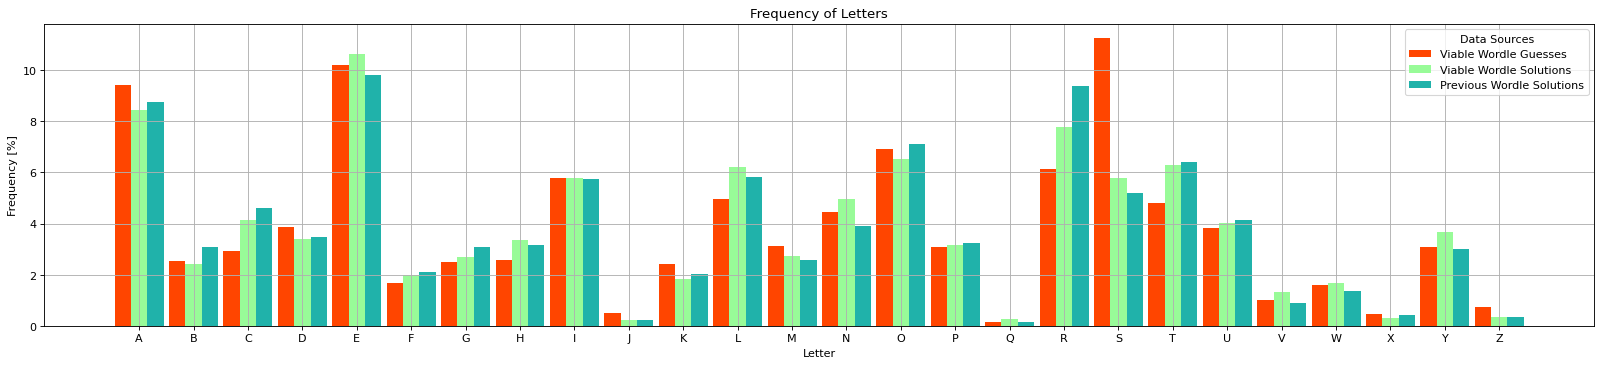 Frequency of Letters
Data Sources
Viable Wordle Guesses
Viable Wordle Solutions
Previous Wordle Solutions
Frequency [%]
10
8
6
4
2
0
A B C D E F G H I J K L M N O P Q R S T U V W X Y Z
Letter